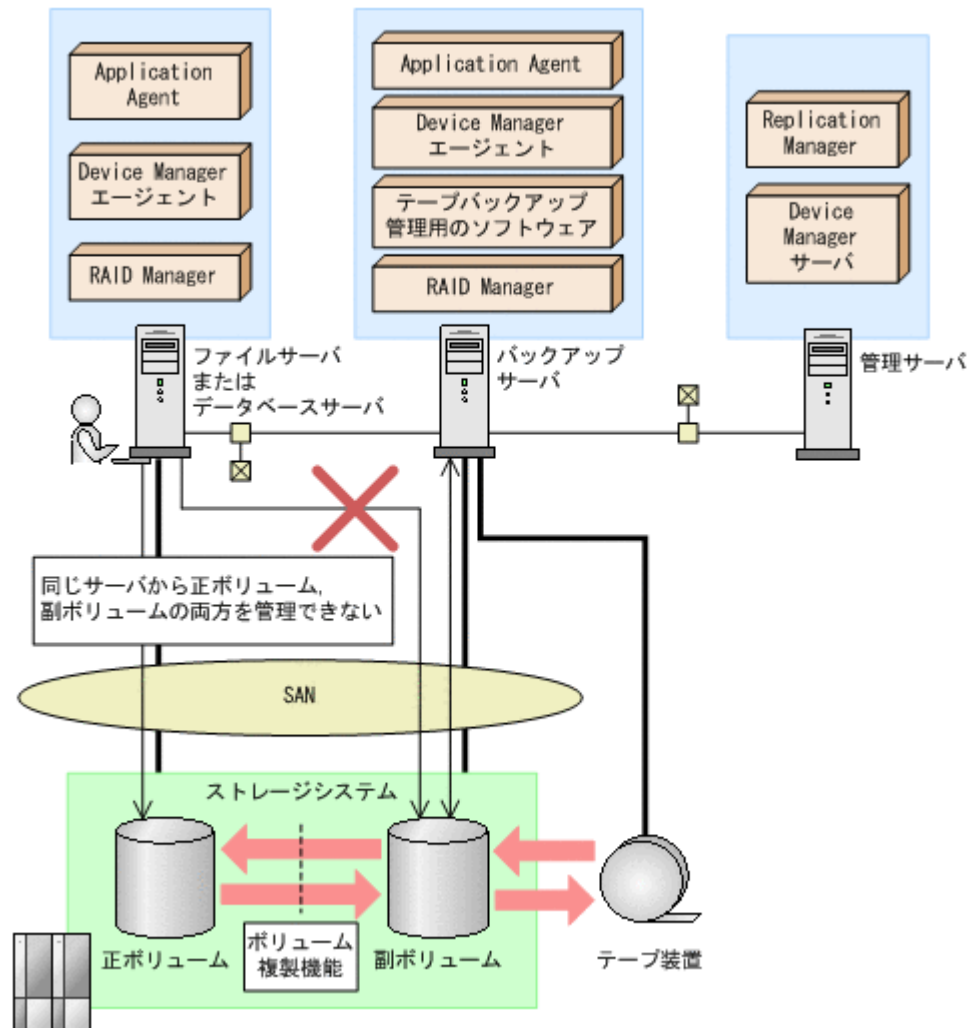 Application
Agent
Device Manager
エージェント
RAID Manager
Application Agent
Device Manager
エージェント
テープバックアップ
管理用のソフトウェア
RAID Manager
Replication
Manager
Device
Manager
サーバ
ファイルサーバ
または
データベースサーバ
バックアップ
サーバ
管理サーバ
同じサーバから正ボリューム,
副ボリュームの両方を管理できない
SAN
ストレージシステム
ボリューム
複製機能
正ボリューム
副ボリューム
テープ装置